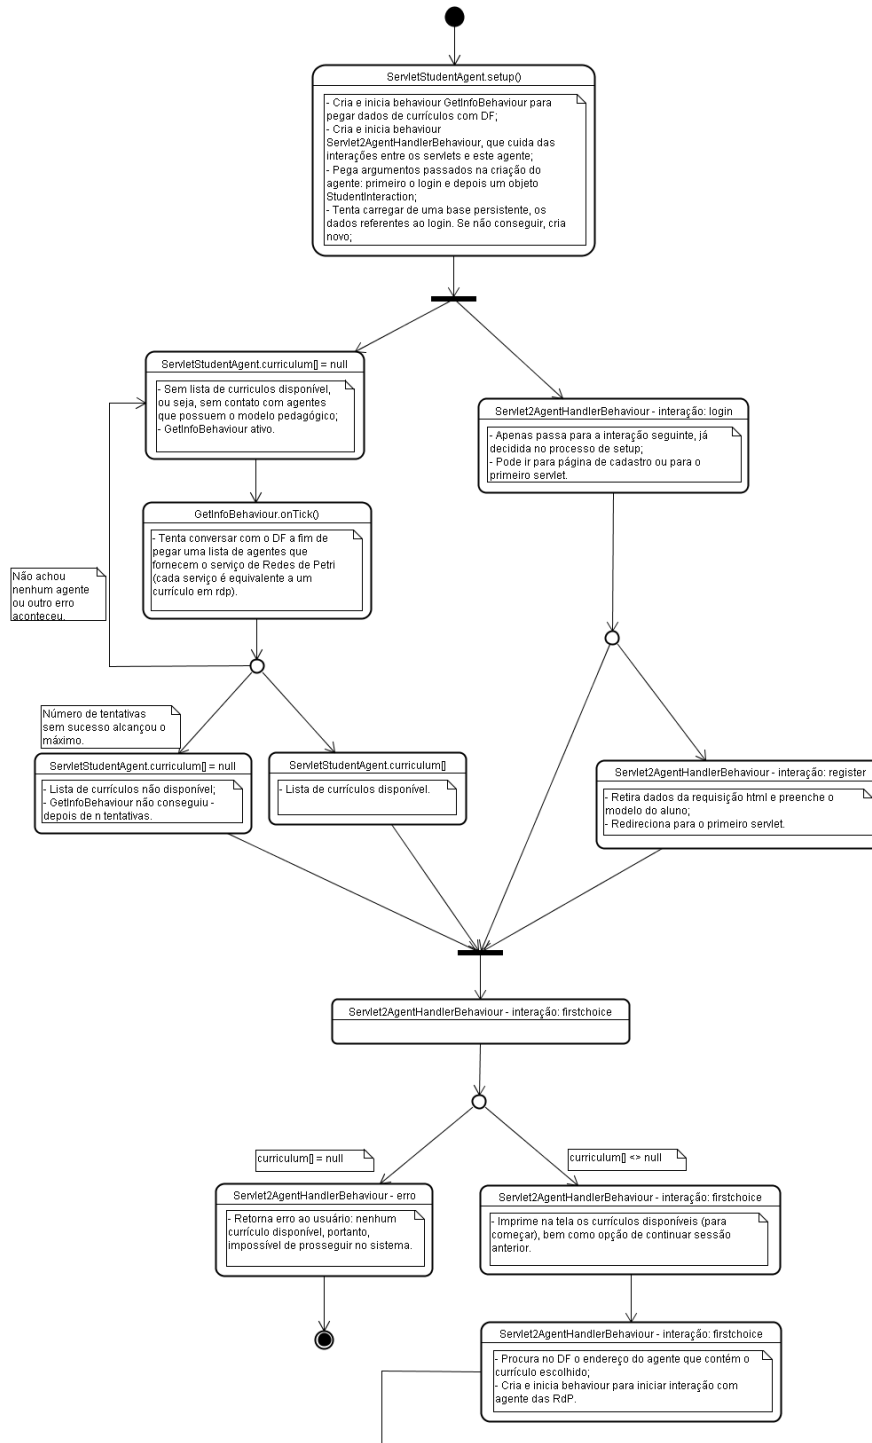 ServletStudentAgent.setup()
- Cria e inicia behaviour GetInfoBehaviour para
pegar dados de currículos com DF;
- Cria e inicia behaviour
Servlet2AgentHandlerBehaviour, que cuida das
interações entre os servlets e este agente;
- Pega argumentos passados na criação do
agente: primeiro o login e depois um objeto
StudentInteraction;
- Tenta carregar de uma base persistente, os
dados referentes ao login. Se não conseguir, cria
novo;
ServletStudentAgent.curriculum[] = null
- Sem lista de curriculos disponível,
ou seja, sem contato com agentes
que possuem o modelo pedagógico;
- GetInfoBehaviour ativo.
Servlet2AgentHandlerBehaviour - interação: login
- Apenas passa para a interação seguinte, já
decidida no processo de setup;
- Pode ir para página de cadastro ou para o
primeiro servlet.
GetInfoBehaviour.onTick()
- Tenta conversar com o DF a fim de
pegar uma lista de agentes que
fornecem o serviço de Redes de Petri
(cada serviço é equivalente a um
currículo em rdp).
Não achou
nenhum agente
ou outro erro
aconteceu.
Número de tentativas
sem sucesso alcançou o
máximo.
ServletStudentAgent.curriculum[] = null
- Lista de currículos não disponível;
- GetInfoBehaviour não conseguiu -
depois de n tentativas.
ServletStudentAgent.curriculum[]
- Lista de currículos disponível.
Servlet2AgentHandlerBehaviour - interação: register
- Retira dados da requisição html e preenche o
modelo do aluno;
- Redireciona para o primeiro servlet.
Servlet2AgentHandlerBehaviour - interação: firstchoice
curriculum[] = null
curriculum[] <> null
Servlet2AgentHandlerBehaviour - erro
- Retorna erro ao usuário: nenhum
currículo disponível, portanto,
impossível de prosseguir no sistema.
Servlet2AgentHandlerBehaviour - interação: firstchoice
- Imprime na tela os currículos disponíveis (para
começar), bem como opção de continuar sessão
anterior.
Servlet2AgentHandlerBehaviour - interação: firstchoice
- Procura no DF o endereço do agente que contém o
currículo escolhido;
- Cria e inicia behaviour para iniciar interação com
agente das RdP.